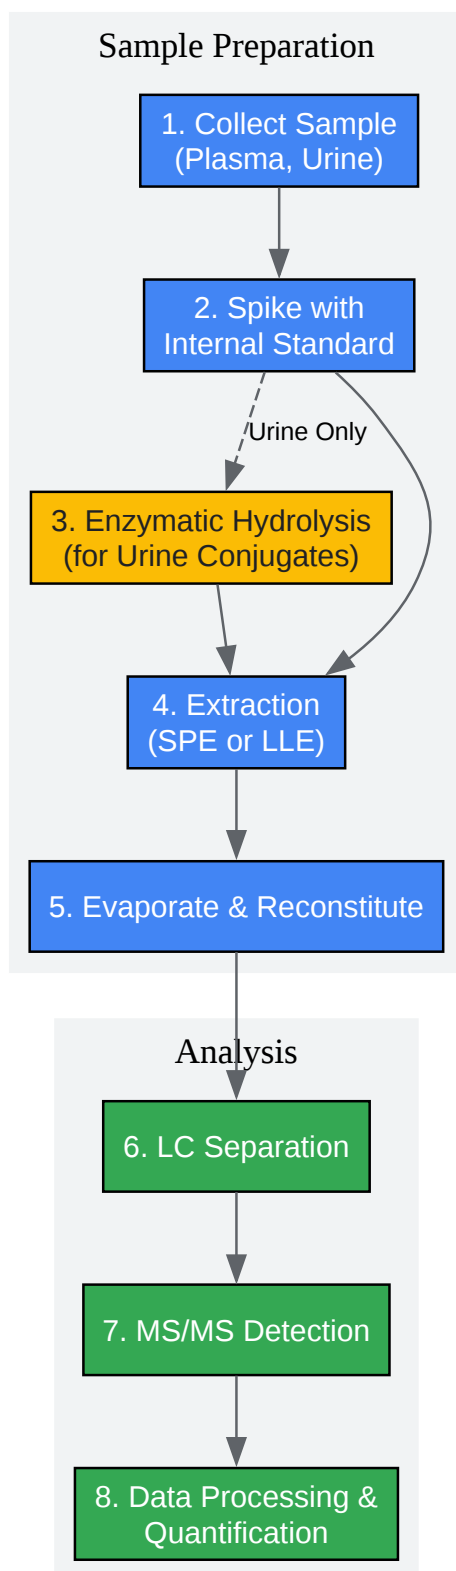 Sample Preparation
1. Collect Sample
(Plasma, Urine)
2. Spike with
Internal Standard
Urine Only
3. Enzymatic Hydrolysis
(for Urine Conjugates)
4. Extraction
(SPE or LLE)
5. Evaporate & Reconstitute
Analysis
6. LC Separation
7. MS/MS Detection
8. Data Processing &
Quantification